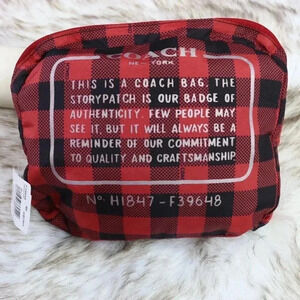 COACH
NEW YORK
THIS IS A COACH BAG. THE
STORYPATCH IS OUR BADGE OF
AUTHENTICITY. FEW PEOPLE MAY
SEE IT, BUT IT WILL ALWAYS BE A
REMINDER OF OUR COMMITMENT
TO QUALITY AND CRAFTSMANSHIP.
No. H1847-F39648